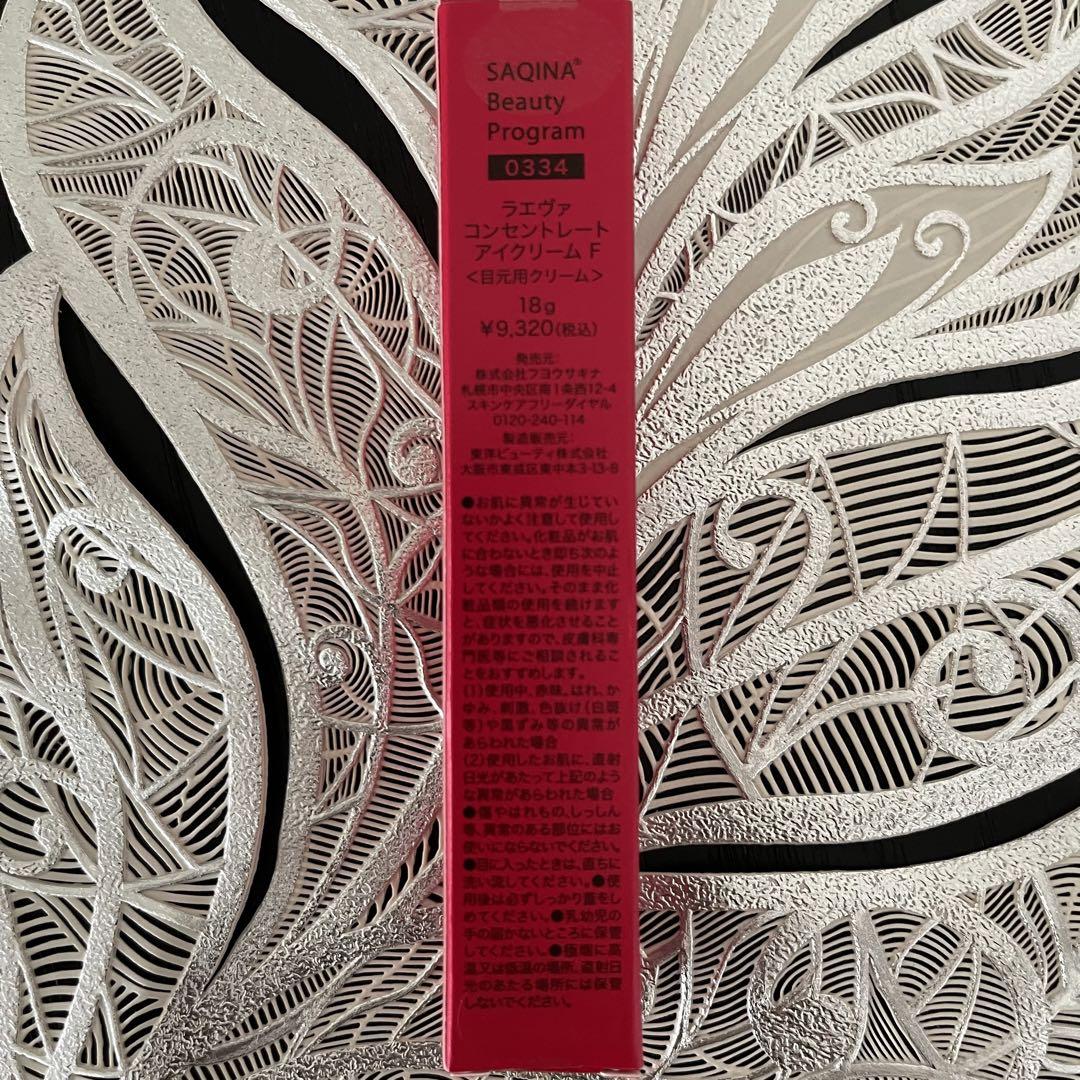 SAQINA®
Beauty
Program
0334
ラエヴァ
コンセントレート
アイクリーム F
<目元用クリーム>
18g
¥9,320(税込)
発売元:
株式会社フヨウサキナ
札幌市中央区南1条西12-4
スキンケアフリーダイヤル
0120-240-114
製造販売元:
東洋ビューティ株式会社
大阪市東成区東中本3-13-8
●お肌に異常が生じてい
ないかよく注意して使用し
てください。化粧品がお肌
に合わないとき即ち次のよ
うな場合には、使用を中止
してください。そのまま化
粧品類の使用を続けます
と、症状を悪化させること
がありますので、皮膚科専
門医等にご相談されるこ
とをおすすめします。
(1)使用中、赤味、はれ、か
ゆみ、刺激、色抜け(白斑
等)や黒ずみ等の異常が
あらわれた場合
(2)使用したお肌に、直射
日光があたって上記のよう
な異常があらわれた場合
●傷やはれもの、しっしん
等、異常のある部位にはお
使いにならないでください。
●目に入ったときは、直ちに
洗い流してください。●使
用後は必ずしっかり蓋をし
めてください。●乳幼児の
手の届かないところに保管
してください。●極端に高
温又は低温の場所、直射日
光のあたる場所には保管
しないでください。